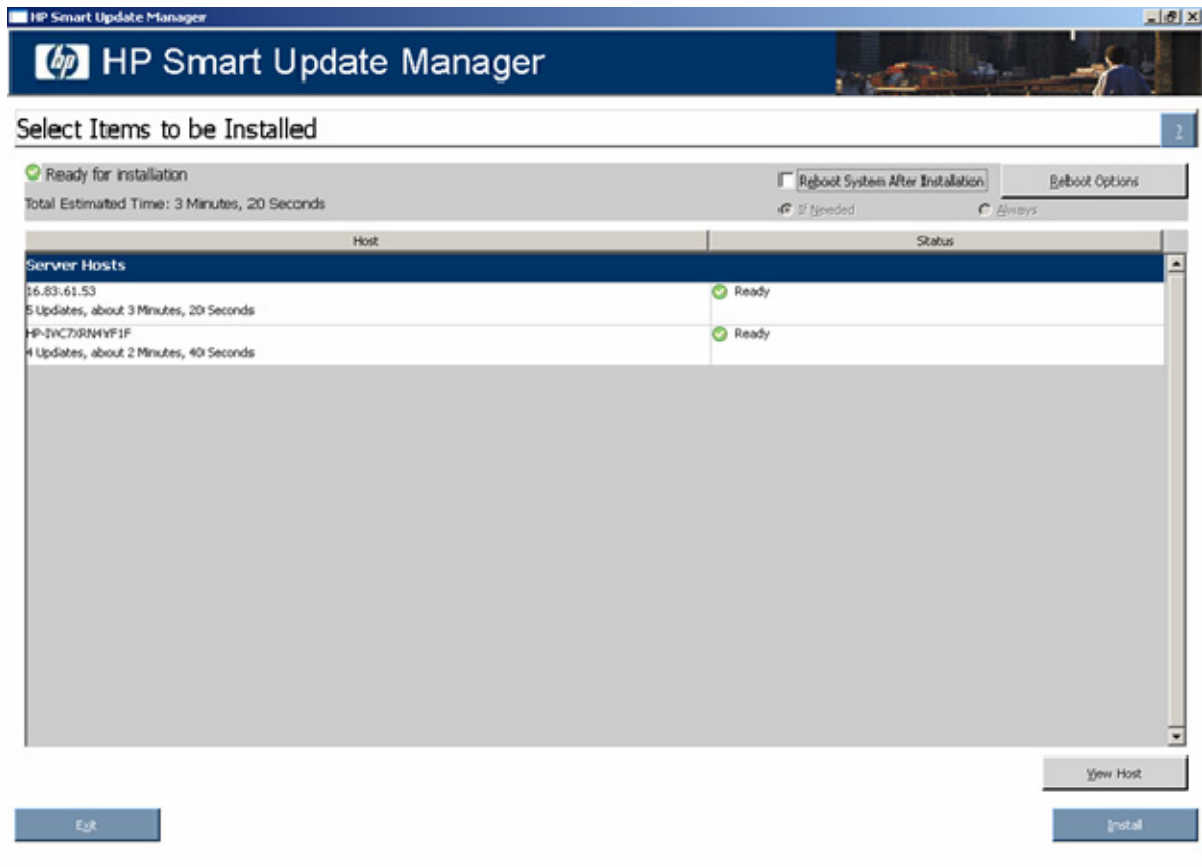 HP Smart Update Manager
hp HP Smart Update Manager
Select Items to be Installed
?
Ready for installation
Reboot System After Installation
Reboot Options
Total Estimated Time: 3 Minutes, 20 Seconds
If Needed
Always
Host
Status
Server Hosts
16.83.61.53
Ready
5 Updates, about 3 Minutes, 20 Seconds
Ready
4 Updates, about 2 Minutes, 40 Seconds
View Host
Exit
Install